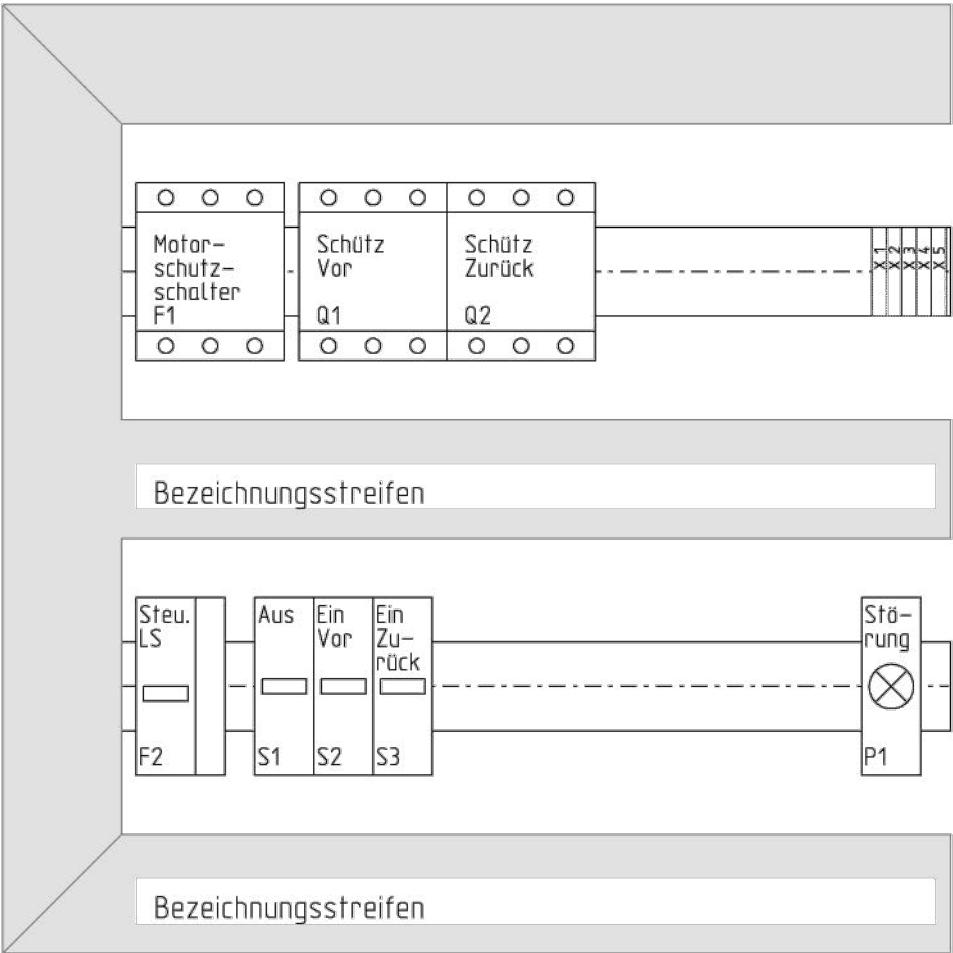 Motor-
schutz-
schalter
F1
Schütz
Vor
Q1
Schütz
Zurück
Q2
X1
X2
X3
X4
X5
Bezeichnungsstreifen
Steu.
LS
F2
Aus
S1
Ein
Vor
S2
Ein
Zu-
rück
S3
Stö-
rung
P1
Bezeichnungsstreifen